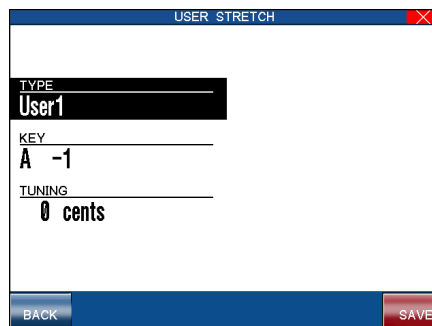 USER STRETCH
TYPE
User1
KEY
A -1
TUNING
0 cents
BACK
SAVE